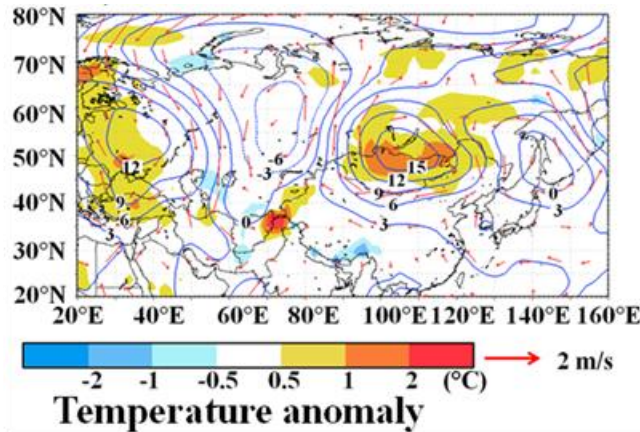 80°N
70°N
60°N
50°N
40°N
30°N
20°N
12
9
6
3
-6
-3
0
15
12
9
6
3
0
3
20°E 40°E 60°E 80°E 100°E 120°E 140°E 160°E
-2 -1 -0.5 0.5 1 2 (°C) 2 m/s
Temperature anomaly